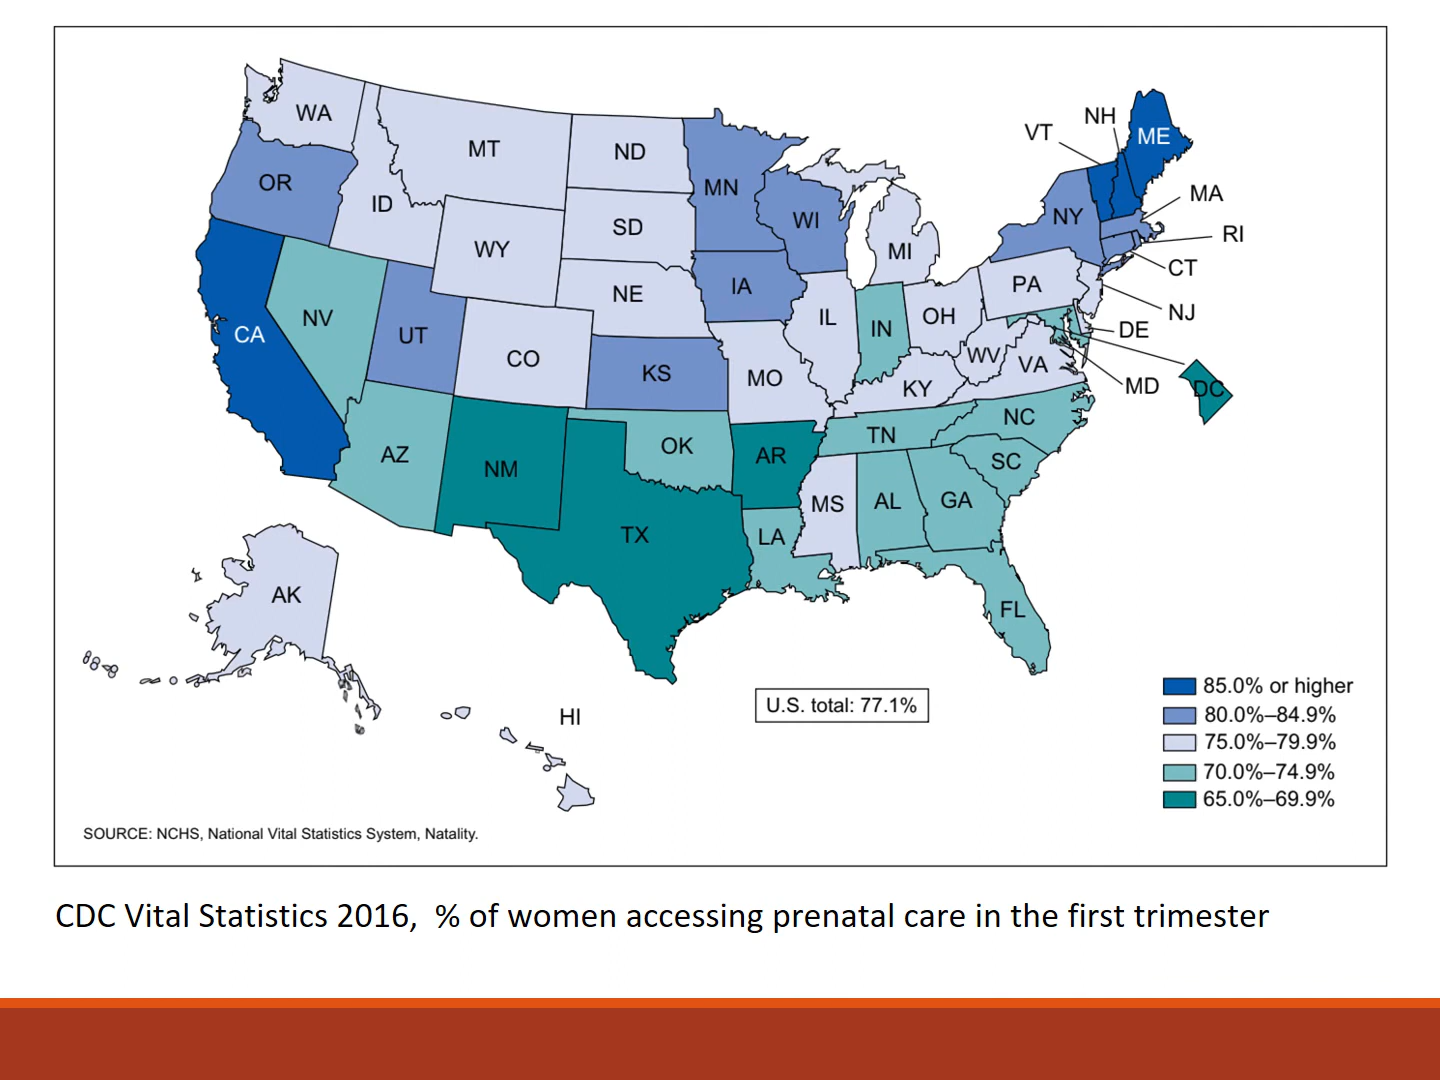 WA
MT
ND
MN
OR
ID
SD
WI
WY
MI
NE
IA
NV
UT
CO
IL
IN
OH
PA
NY
VT
NH
ME
MA
RI
CT
NJ
DE
MD
DC
CA
KS
MO
KY
WV
VA
AZ
NM
OK
AR
TN
NC
SC
TX
LA
MS
AL
GA
FL
AK
HI
U.S. total: 77.1%
85.0% or higher
80.0%–84.9%
75.0%–79.9%
70.0%–74.9%
65.0%–69.9%
SOURCE: NCHS, National Vital Statistics System, Natality.
CDC Vital Statistics 2016,  % of women accessing prenatal care in the first trimester